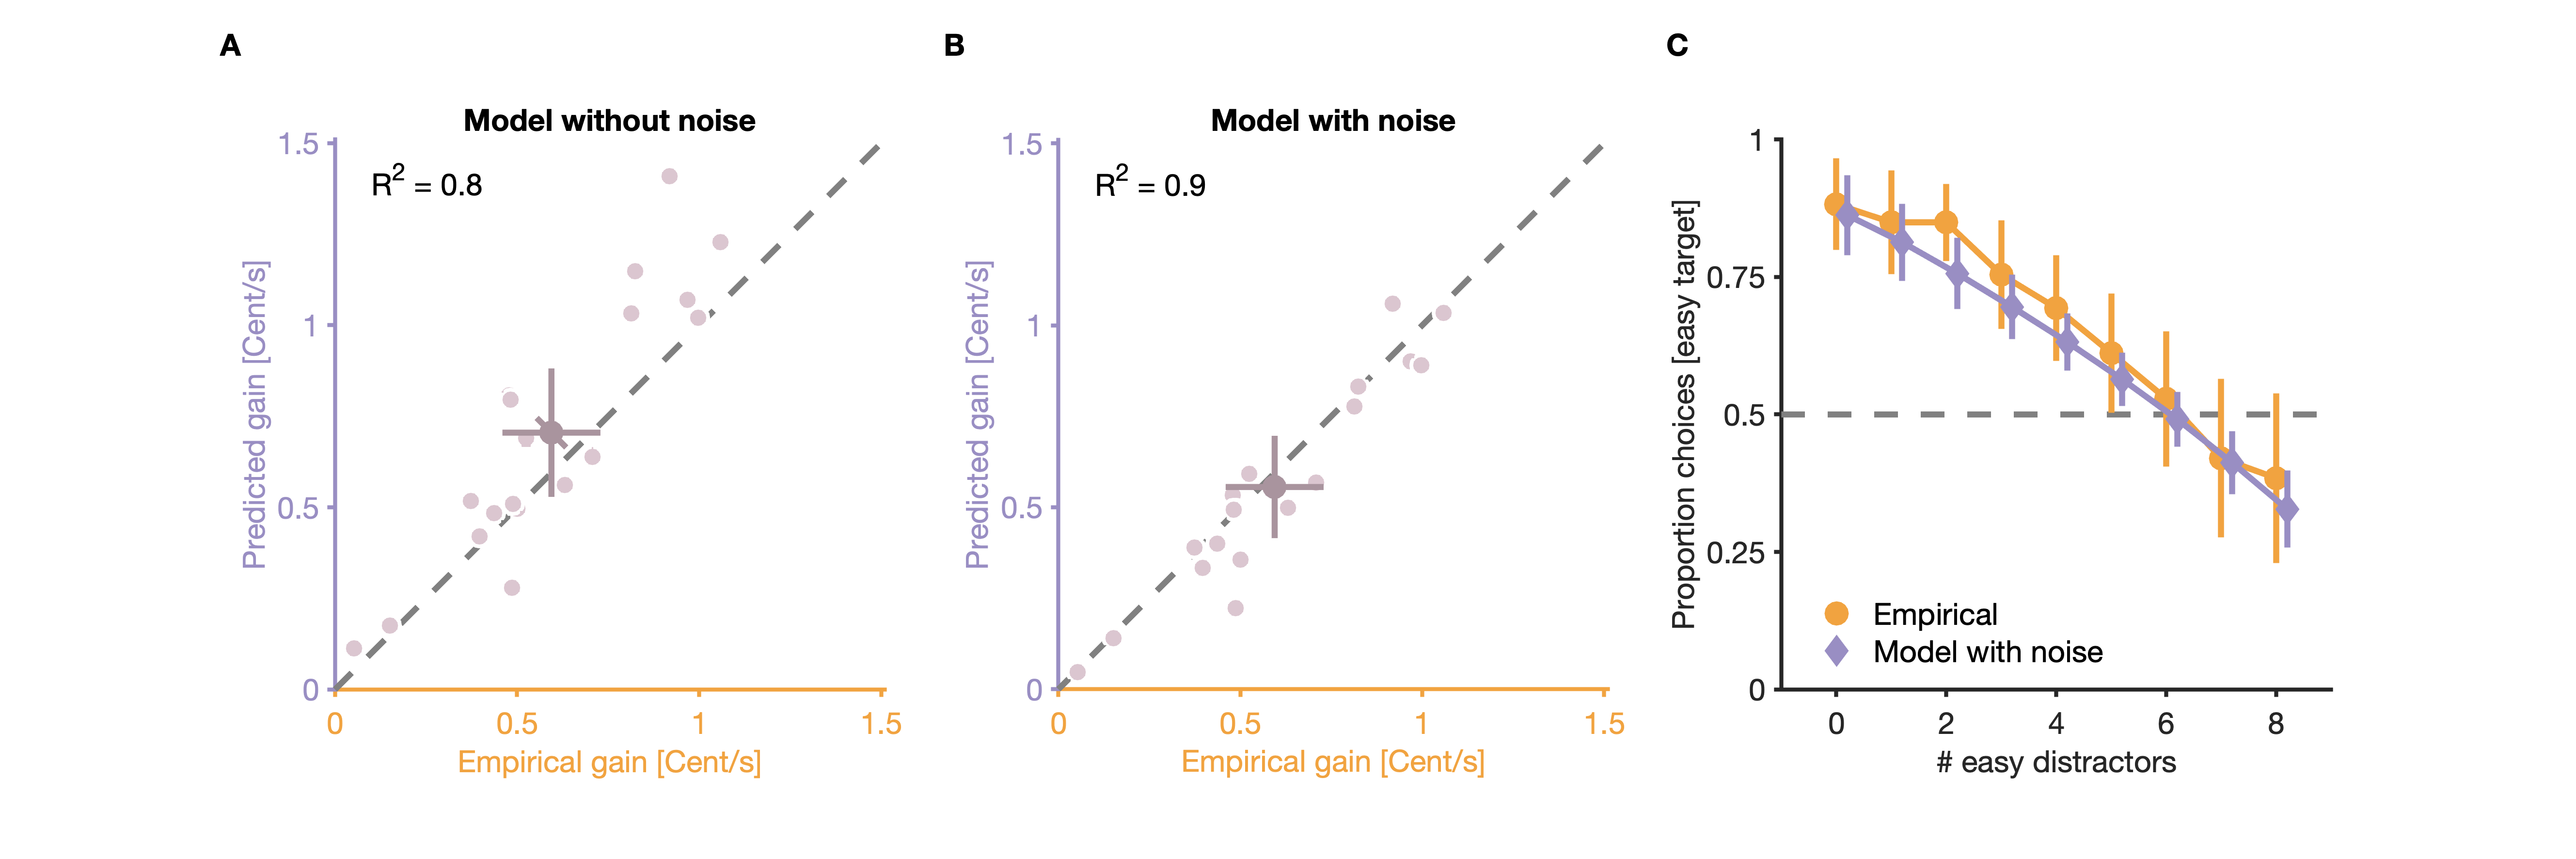 A
Model without noise
R² = 0.8
1.5
1
0.5
0
Predicted gain [Cent/s]
0 0.5 1 1.5
Empirical gain [Cent/s]
B
Model with noise
R² = 0.9
1.5
1
0.5
0
Predicted gain [Cent/s]
0 0.5 1 1.5
Empirical gain [Cent/s]
C
1
0.75
0.5
0.25
0
Proportion choices [easy target]
Empirical
Model with noise
0 2 4 6 8
# easy distractors